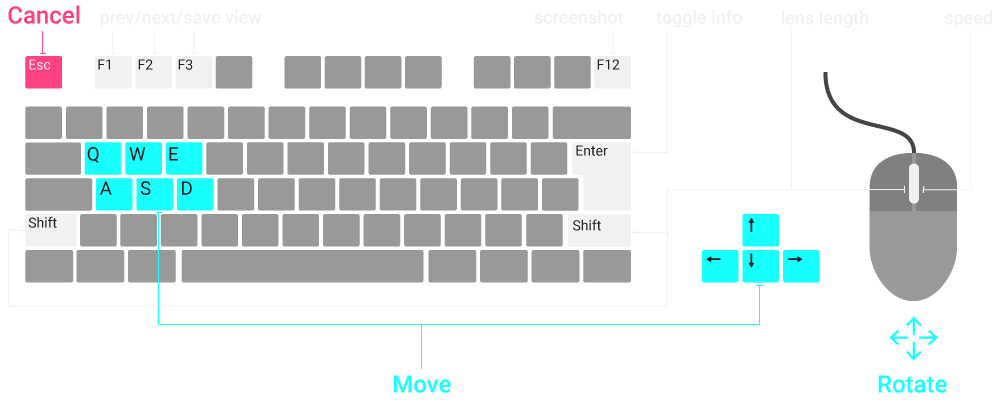 Cancel
prev/next/save view
screenshot
toggle info
lens length
speed
Esc
F1
F2
F3
F12
Q
W
E
Enter
A
S
D
Shift
Shift
Move
Rotate